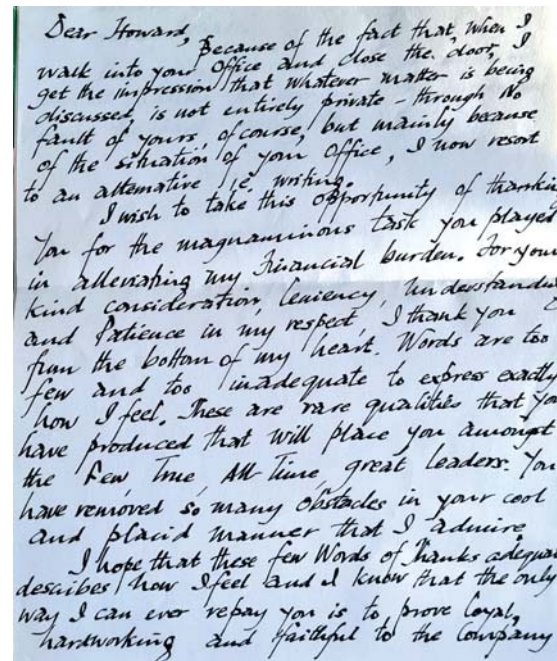 Dear Howard,
Because of the fact that, when I
walk into your Office and close the door, I
get the impression that whatever matter is being
discussed, is not entirely private - through no
fault of yours, of course, but mainly because
of the situation of your Office, I now resort
to an alternative i.e. writing.
I wish to take this opportunity of thanking
You for the magnaminous task you played
in alleviating my Financial burden. For your
kind consideration, leniency, Understandin
and Patience in my respect, I thank you
from the bottom of my heart. Words are too
few and too inadequate to express exactly
how I feel. These are rare qualities that you
have produced that will place you amongst
the Few True, All-Time, great leaders. You
have removed so many obstacles in your cool
and placid manner that I admire
I hope that these few Words of Thanks adequa
describes how I feel and I know that the only
way I can ever repay you is to prove loyal,
hardworking and faithful to the Company